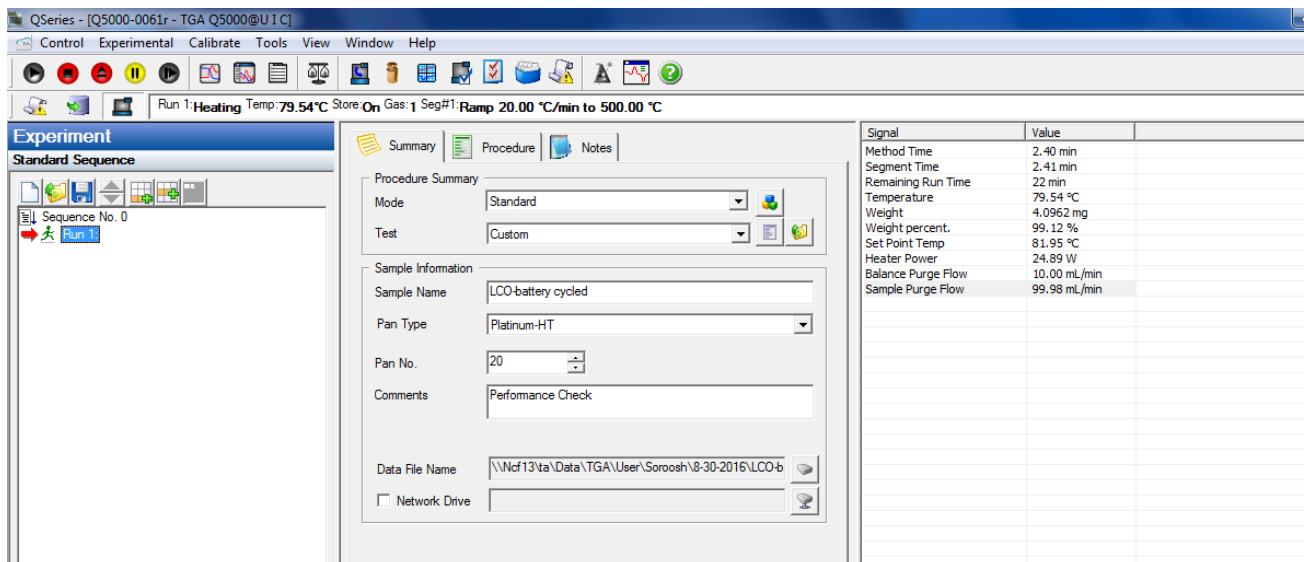 QSeries - [Q5000-0061r - TGA Q5000@U I C]
Control Experimental Calibrate Tools View Window Help
Run 1:Heating Temp:79.54°C Store:On Gas:1 Seg#1:Ramp 20.00 °C/min to 500.00 °C
Experiment
Standard Sequence
Sequence No. 0
Run 1:
Summary Procedure Notes
Procedure Summary
Mode Standard
Test Custom
Sample Information
Sample Name LCO-battery cycled
Pan Type Platinum-HT
Pan No. 20
Comments Performance Check
Data File Name \\Ncf13\ta\Data\TGA\User\Soroosh\8-30-2016\LCO-b
Network Drive
Signal Value
Method Time 2.40 min
Segment Time 2.41 min
Remaining Run Time 22 min
Temperature 79.54 °C
Weight 4.0962 mg
Weight percent. 99.12 %
Set Point Temp 81.95 °C
Heater Power 24.89 W
Balance Purge Flow 10.00 mL/min
Sample Purge Flow 99.98 mL/min